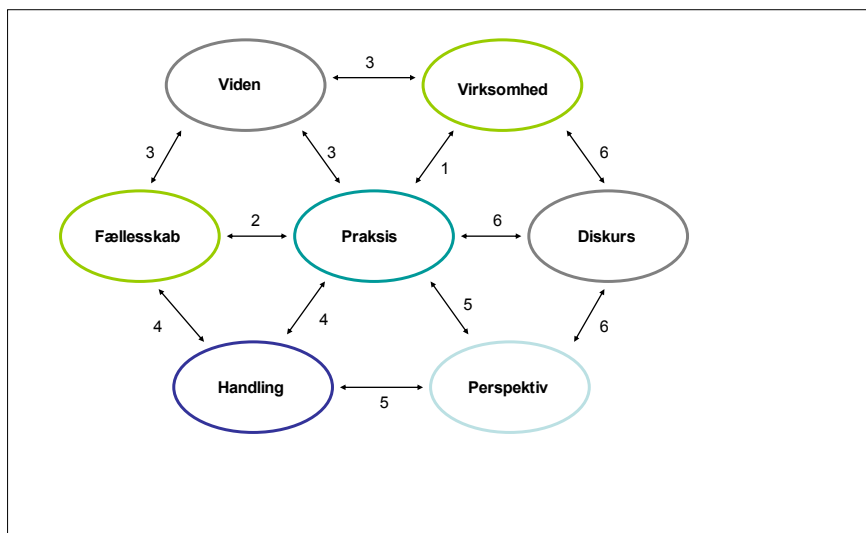 3
Viden
Virksomhed
3
3
6
1
Fællesskab
2
Praksis
6
Diskurs
5
4
4
6
Handling
Perspektiv
5